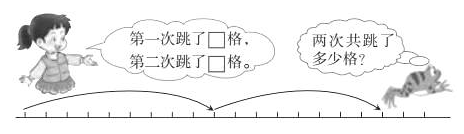 第一次跳了□格，
第二次跳了□格。
两次共跳了
多少格？